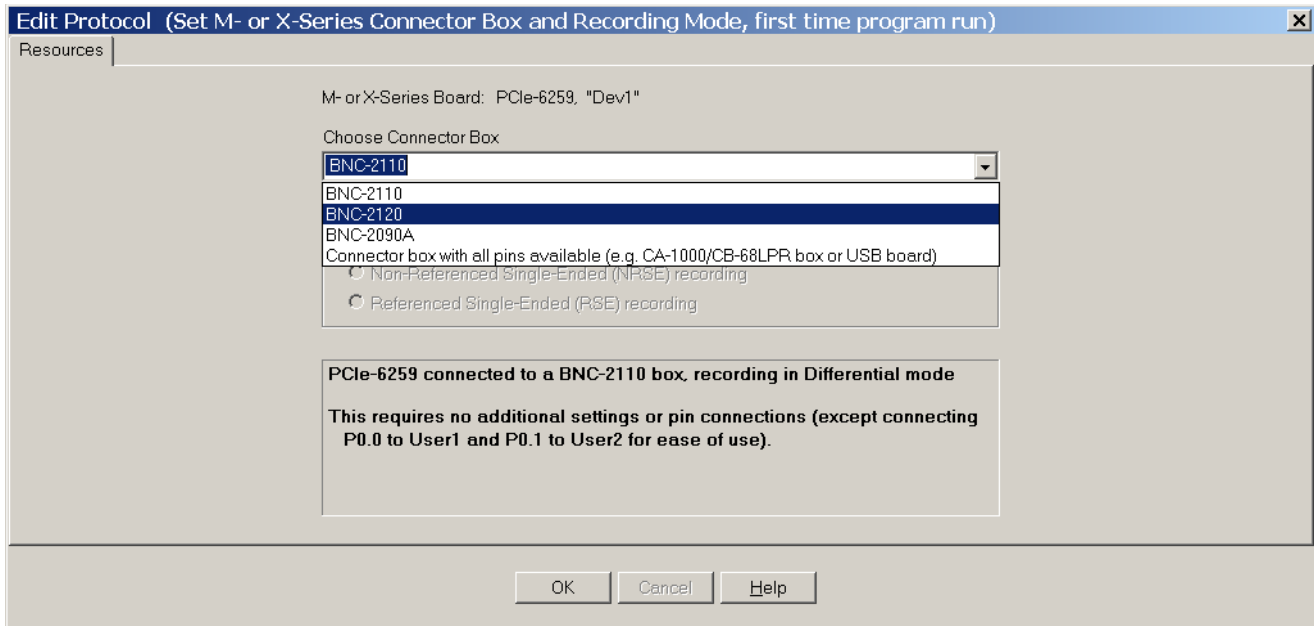 Edit Protocol (Set M- or X-Series Connector Box and Recording Mode, first time program run)
Resources
M- or X-Series Board: PCIe-6259, "Dev1"
Choose Connector Box
BNC-2110
BNC-2110
BNC-2120
BNC-2090A
Connector box with all pins available (e.g. CA-1000/CB-68LPR box or USB board)
Non-Referenced Single-Ended (NRSE) recording
Referenced Single-Ended (RSE) recording
PCIe-6259 connected to a BNC-2110 box, recording in Differential mode
This requires no additional settings or pin connections (except connecting
P0.0 to User1 and P0.1 to User2 for ease of use).
OK Cancel Help